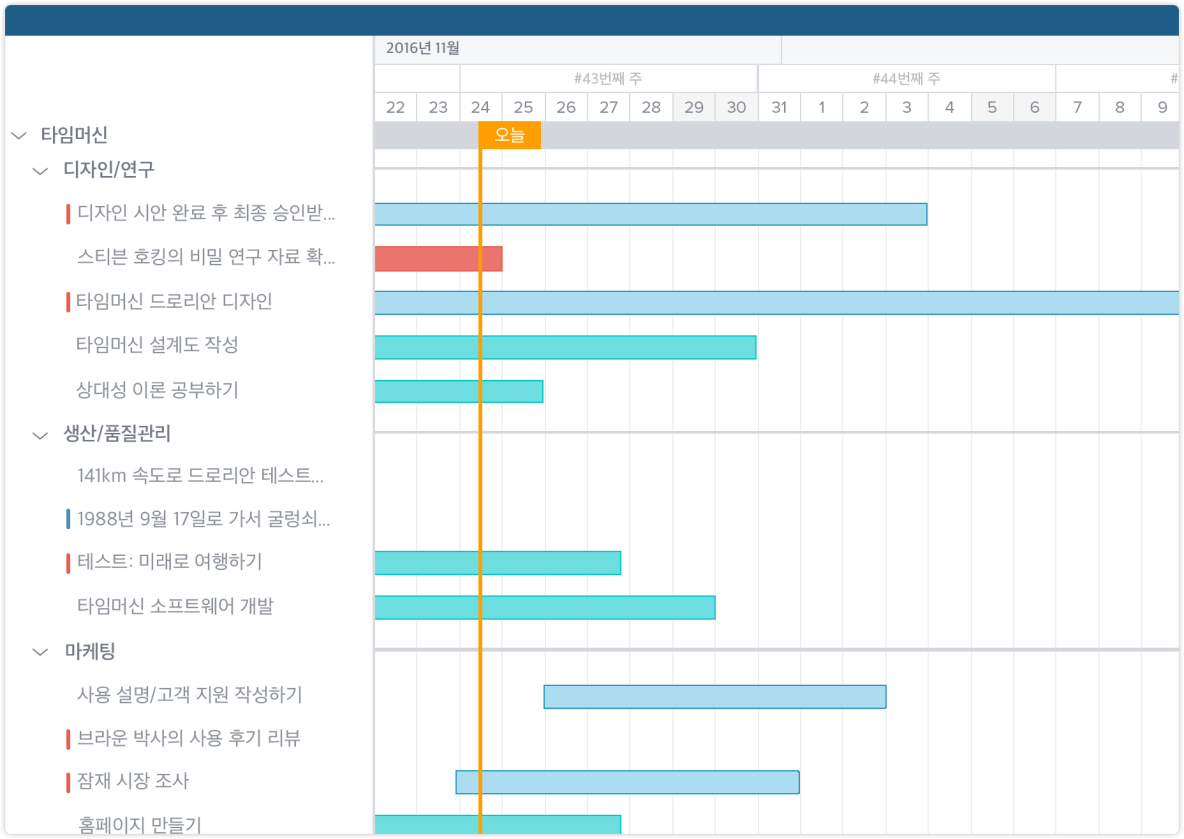 2016년 11월
#43번째 주 #44번째 주 #
22 23 24 25 26 27 28 29 30 31 1 2 3 4 5 6 7 8 9
타임머신
오늘
디자인/연구
디자인 시안 완료 후 최종 승인받...
스티븐 호킹의 비밀 연구 자료 확...
타임머신 드로리안 디자인
타임머신 설계도 작성
상대성 이론 공부하기
생산/품질관리
141km 속도로 드로리안 테스트...
1988년 9월 17일로 가서 굴렁쇠...
테스트: 미래로 여행하기
타임머신 소프트웨어 개발
마케팅
사용 설명/고객 지원 작성하기
브라운 박사의 사용 후기 리뷰
잠재 시장 조사
홈페이지 만들기